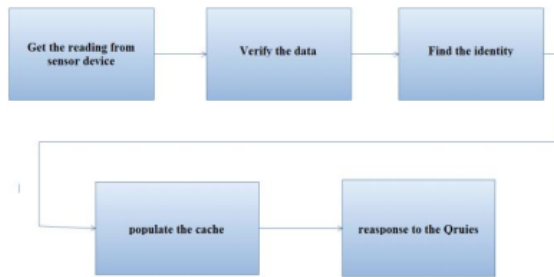 Get the reading from
sensor device
Verify the data
Find the identity
populate the cache
reasponse to the Qruies